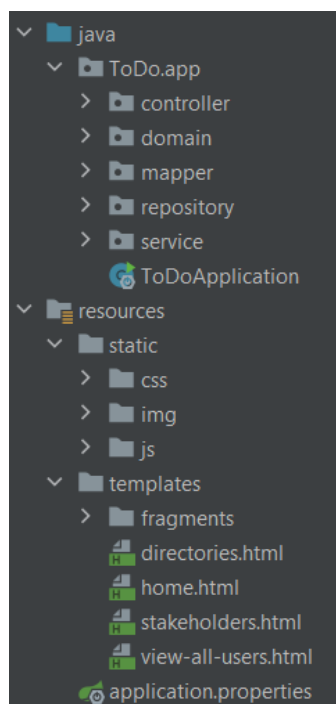 java
ToDo.app
controller
domain
mapper
repository
service
ToDoApplication
resources
static
css
img
js
templates
fragments
directories.html
home.html
stakeholders.html
view-all-users.html
application.properties